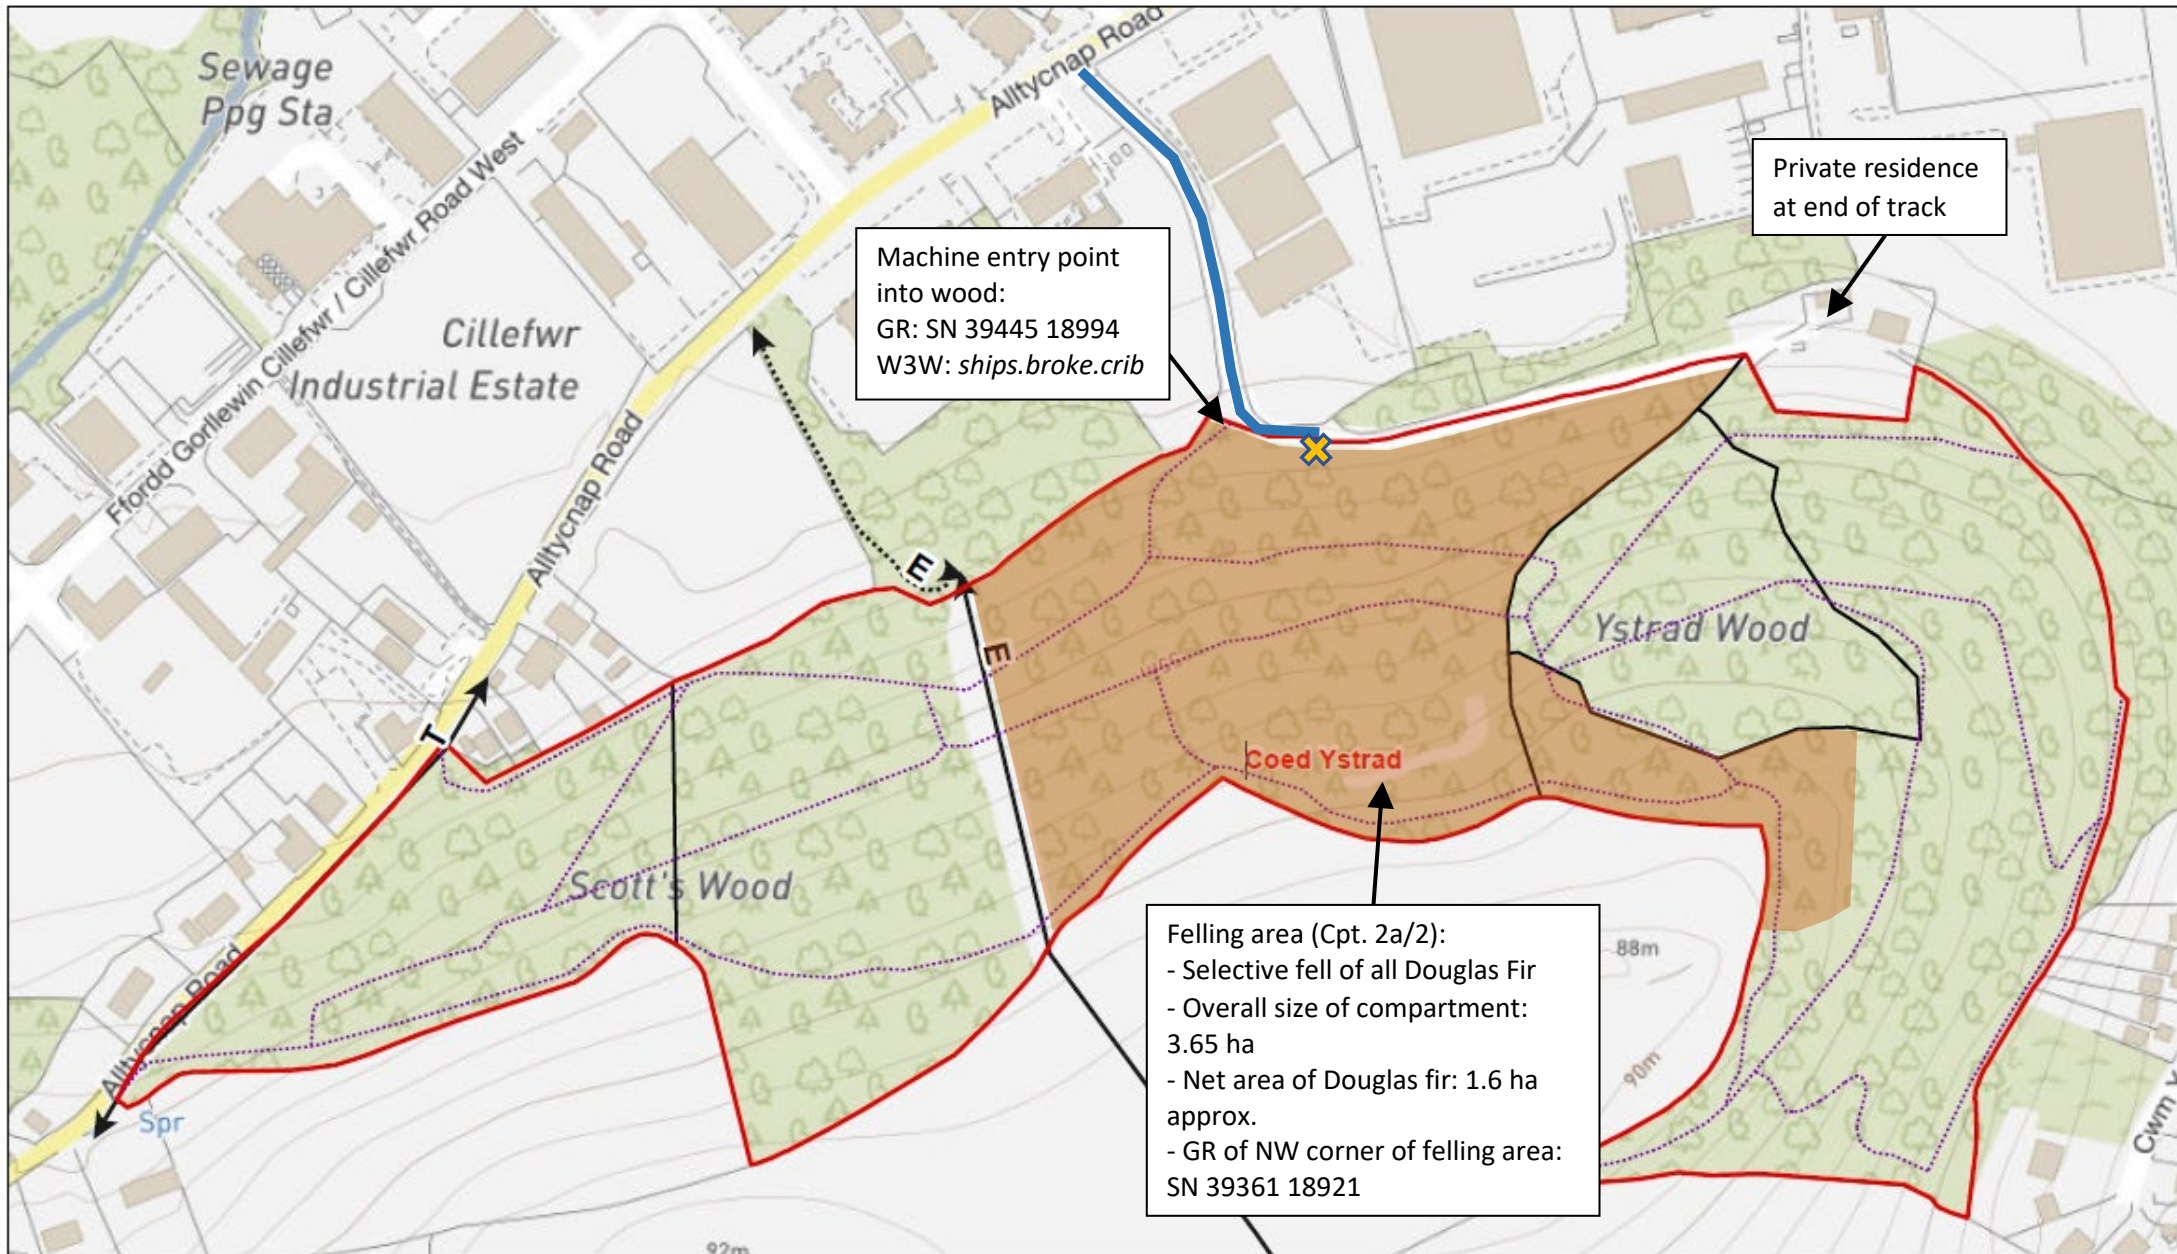 Sewage
Ppg Sta
Alltycnap Road
Alltycnap Road
Ffordd Gorllewin Cillefwr / Cillefwr Road West
Cillefwr
Industrial Estate
Machine entry point
into wood:
GR: SN 39445 18994
W3W: ships.broke.crib
Private residence
at end of track
Alltycnap Road
E
E
T
Ystrad Wood
Coed Ystrad
Scott's Wood
Felling area (Cpt. 2a/2):
- Selective fell of all Douglas Fir
- Overall size of compartment:
3.65 ha
- Net area of Douglas fir: 1.6 ha
approx.
- GR of NW corner of felling area:
SN 39361 18921
88m
90m
Spr
Cwm Y
92m